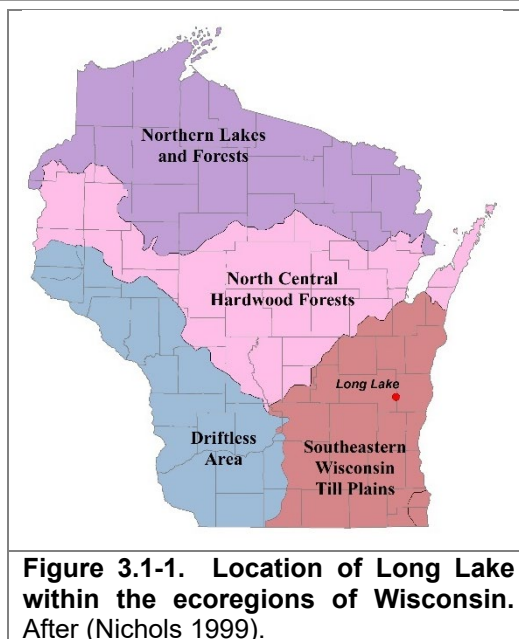 Northern Lakes
and Forests
North Central
Hardwood Forests
Long Lake
Driftless
Area
Southeastern
Wisconsin
Till Plains
Figure 3.1-1. Location of Long Lake
within the ecoregions of Wisconsin.
After (Nichols 1999).